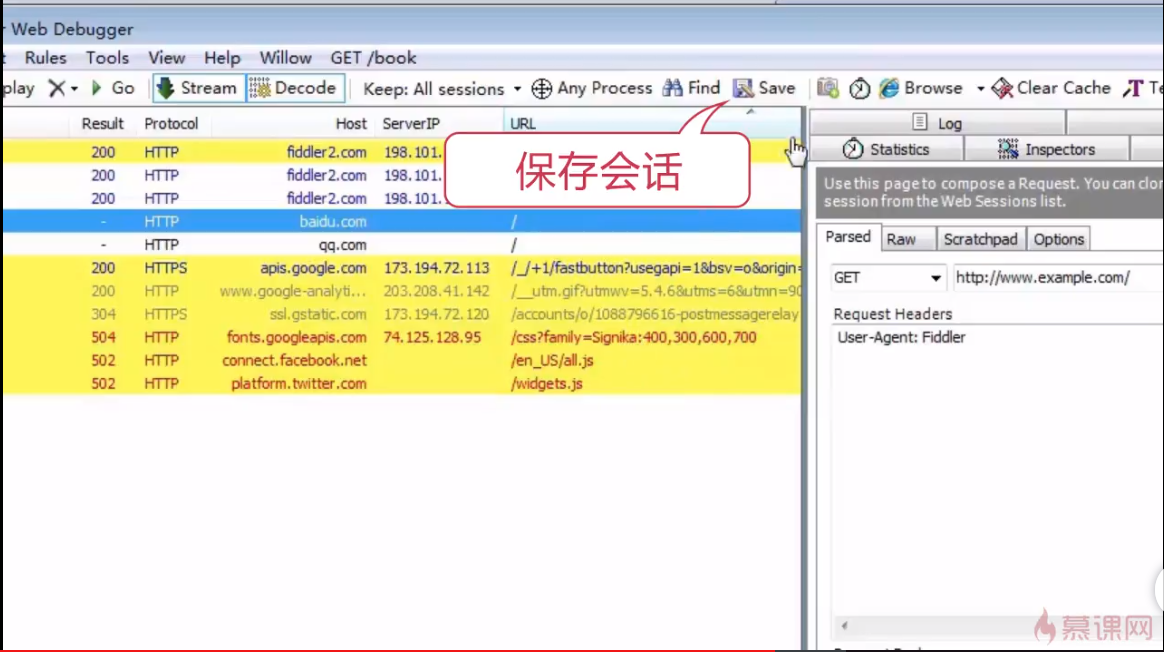 Web Debugger
Rules Tools View Help Willow GET /book
play Go Stream Decode Keep: All sessions Any Process Find Save Browse Clear Cache Te
Result Protocol Host ServerIP URL
Log
Statistics Inspectors
保存会话
200 HTTP fiddler2.com 198.101.
200 HTTP fiddler2.com 198.101.
200 HTTP fiddler2.com 198.101.
- HTTP baidu.com /
- HTTP qq.com /
200 HTTPS apis.google.com 173.194.72.113 /_/+1/fastbutton?usegapi=1&bsv=o&origin=
200 HTTP www.google-analyti... 203.208.41.142 /__utm.gif?utmwv=5.4.6&utms=6&utmn=90
304 HTTPS ssl.gstatic.com 173.194.72.120 /accounts/o/1088796616-postmessagerelay
504 HTTP fonts.googleapis.com 74.125.128.95 /css?family=Signika:400,300,600,700
502 HTTP connect.facebook.net /en_US/all.js
502 HTTP platform.twitter.com /widgets.js
Use this page to compose a Request. You can clon
session from the Web Sessions list.
Parsed Raw Scratchpad Options
GET http://www.example.com/
Request Headers
User-Agent: Fiddler
慕课网